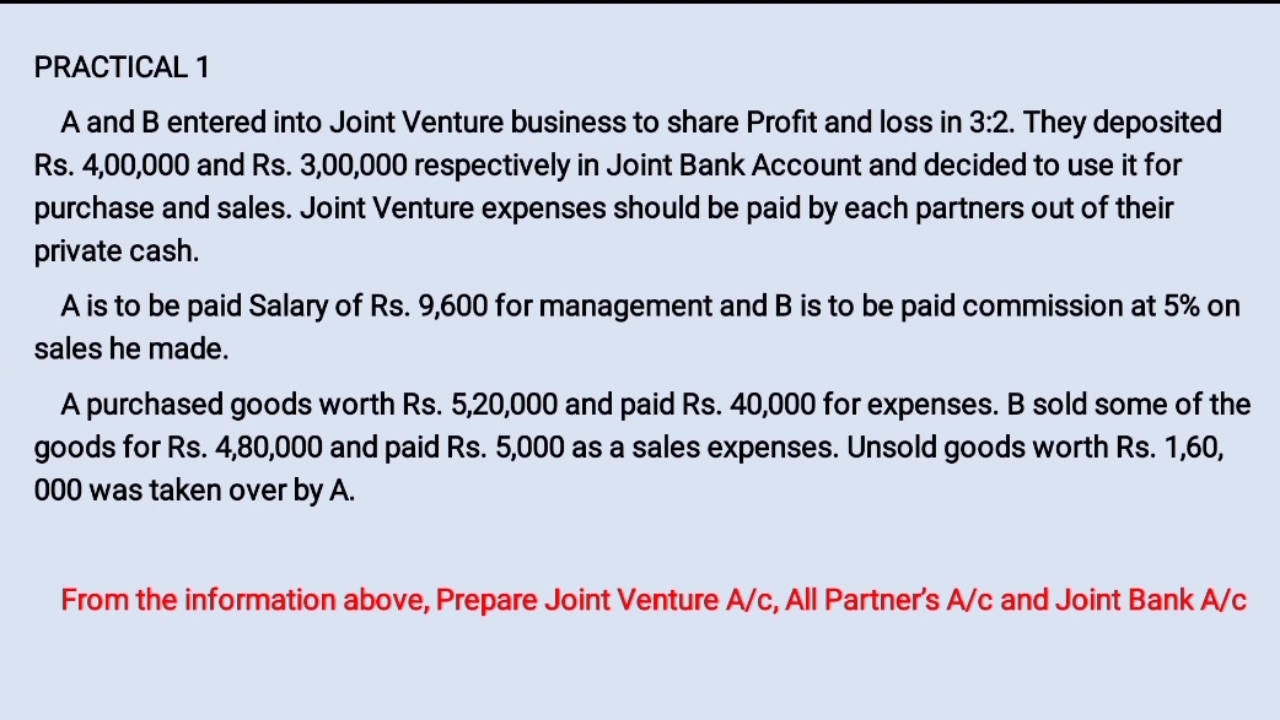 PRACTICAL 1
A and B entered into Joint Venture business to share Profit and loss in 3:2. They deposited
Rs. 4,00,000 and Rs. 3,00,000 respectively in Joint Bank Account and decided to use it for
purchase and sales. Joint Venture expenses should be paid by each partners out of their
private cash.
A is to be paid Salary of Rs. 9,600 for management and B is to be paid commission at 5% on
sales he made.
A purchased goods worth Rs. 5,20,000 and paid Rs. 40,000 for expenses. B sold some of the
goods for Rs. 4,80,000 and paid Rs. 5,000 as a sales expenses. Unsold goods worth Rs. 1,60,
000 was taken over by A.
From the information above, Prepare Joint Venture A/c, All Partner’s A/c and Joint Bank A/c